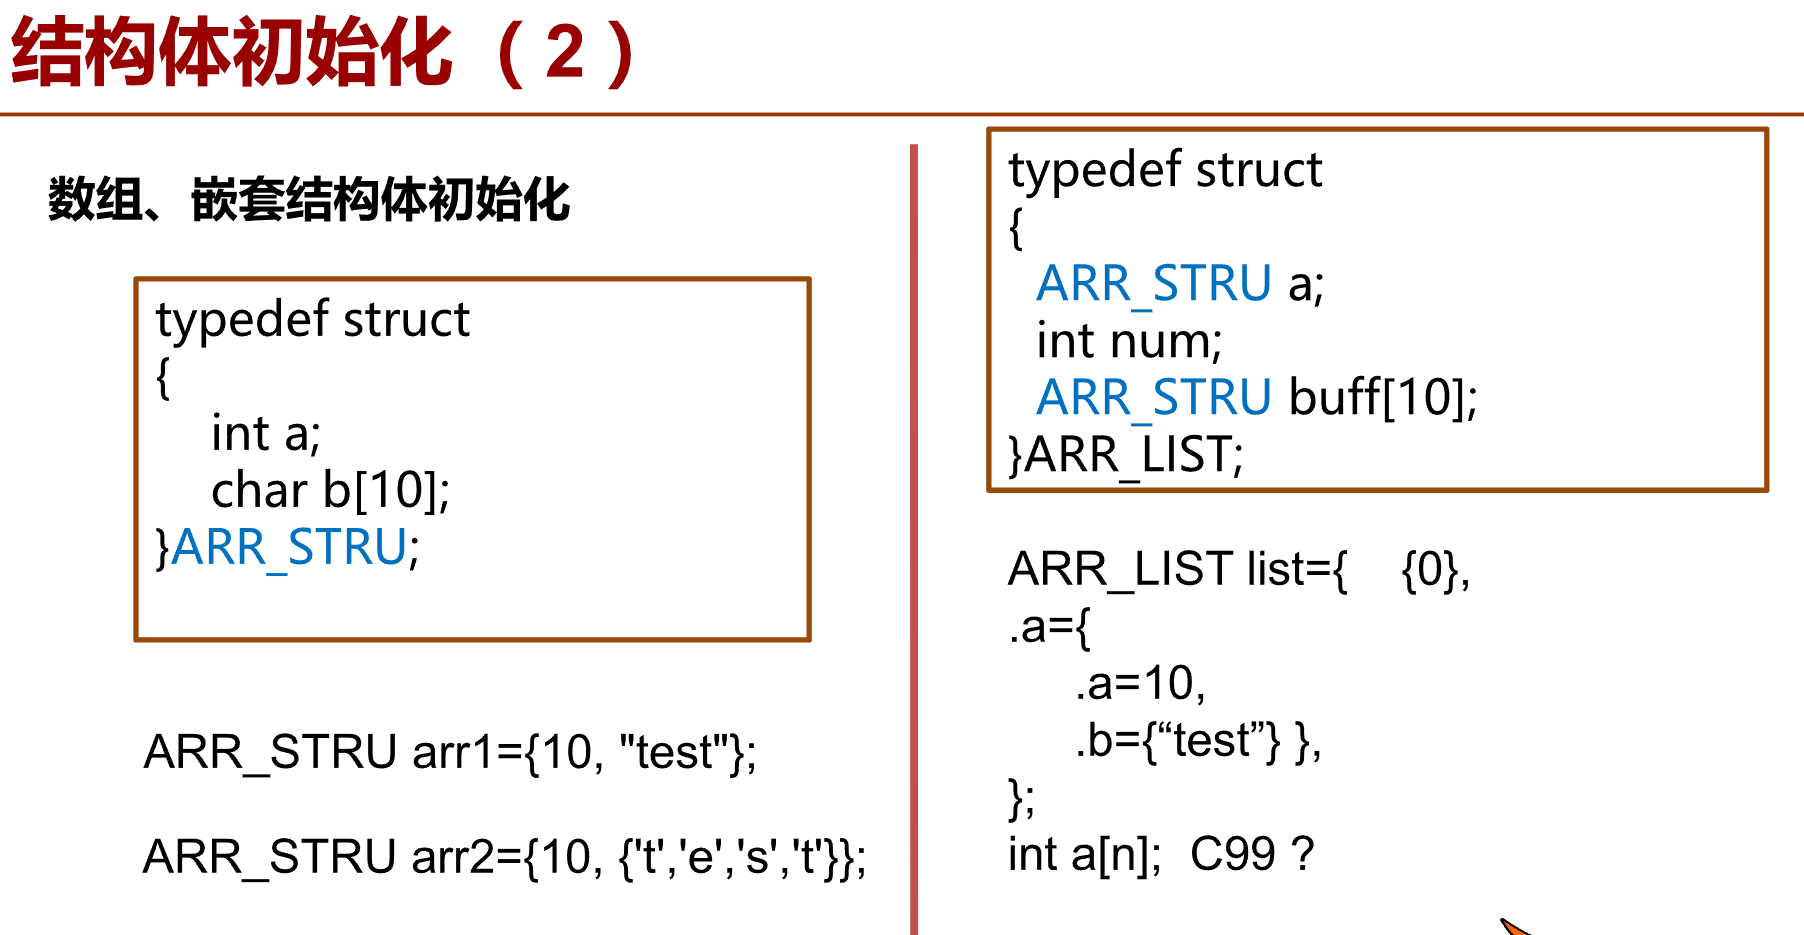 结构体初始化（2）
数组、嵌套结构体初始化
typedef struct
{
int a;
char b[10];
}ARR_STRU;
ARR_STRU arr1={10, "test"};
ARR_STRU arr2={10, {'t','e','s','t'}};
typedef struct
{
ARR_STRU a;
int num;
ARR_STRU buff[10];
}ARR_LIST;
ARR_LIST list={ {0},
.a={
.a=10,
.b={“test”} },
};
int a[n]; C99 ?